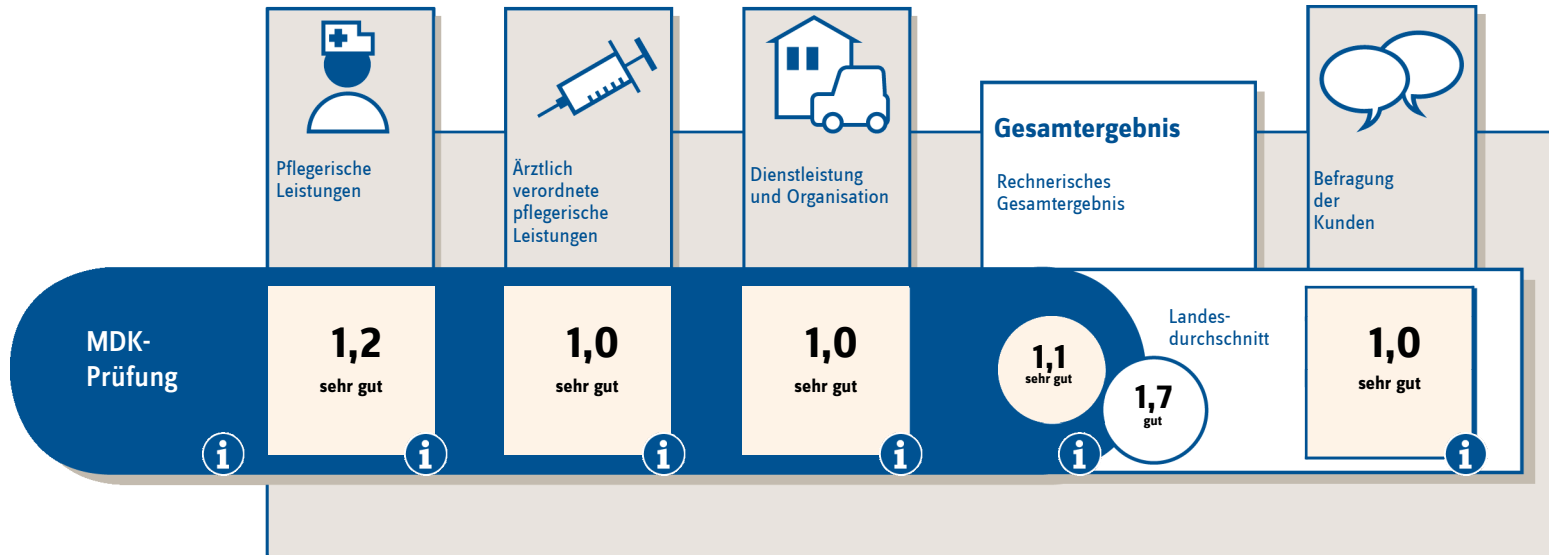 Pflegerische
Leistungen
Ärztlich
verordnete
pflegerische
Leistungen
Dienstleistung
und Organisation
Gesamtergebnis
Rechnerisches
Gesamtergebnis
Befragung
der
Kunden
MDK-
Prüfung
1,2
sehr gut
1,0
sehr gut
1,0
sehr gut
1,1
sehr gut
Landes-
durchschnitt
1,7
gut
1,0
sehr gut
i
i
i
i
i
i